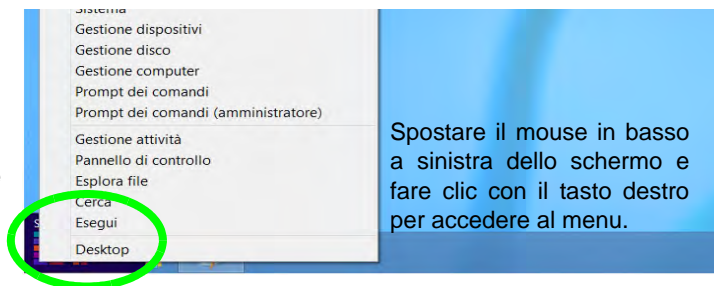 Sistema
Gestione dispositivi
Gestione disco
Gestione computer
Prompt dei comandi
Prompt dei comandi (amministratore)
Gestione attività
Pannello di controllo
Esplora file
Cerca
Esegui
Desktop
Spostare il mouse in basso
a sinistra dello schermo e
fare clic con il tasto destro
per accedere al menu.